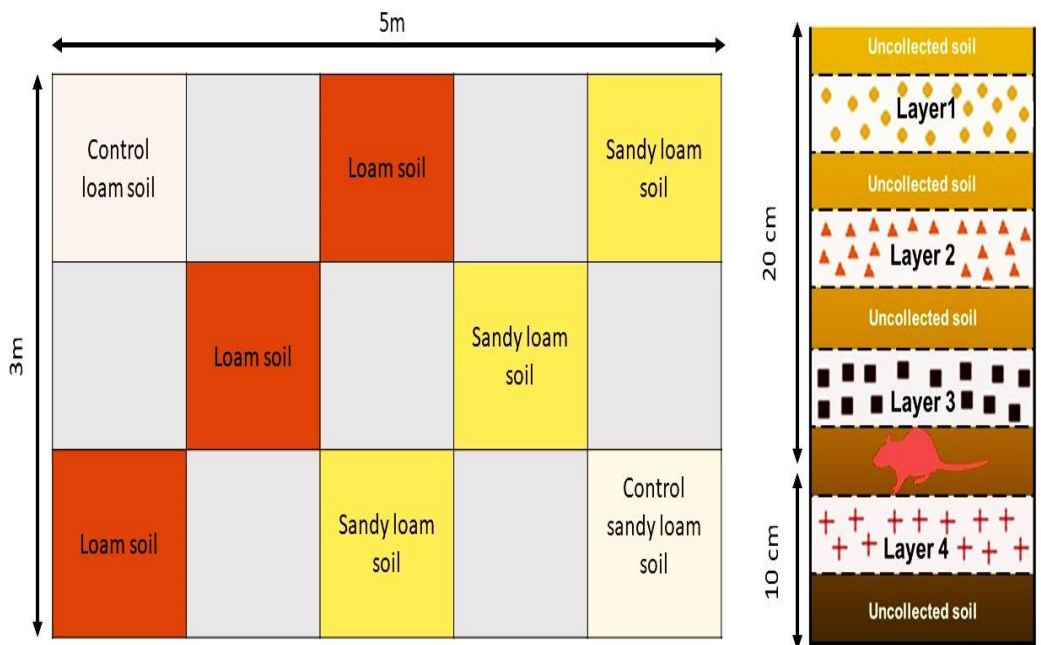 5m
3m
Control
loam soil
Loam soil
Sandy loam
soil
Loam soil
Sandy loam
soil
Loam soil
Sandy loam
soil
Control
sandy loam
soil
20 cm
10 cm
Uncollected soil
Layer1
Uncollected soil
Layer 2
Uncollected soil
Layer 3
Layer 4
Uncollected soil